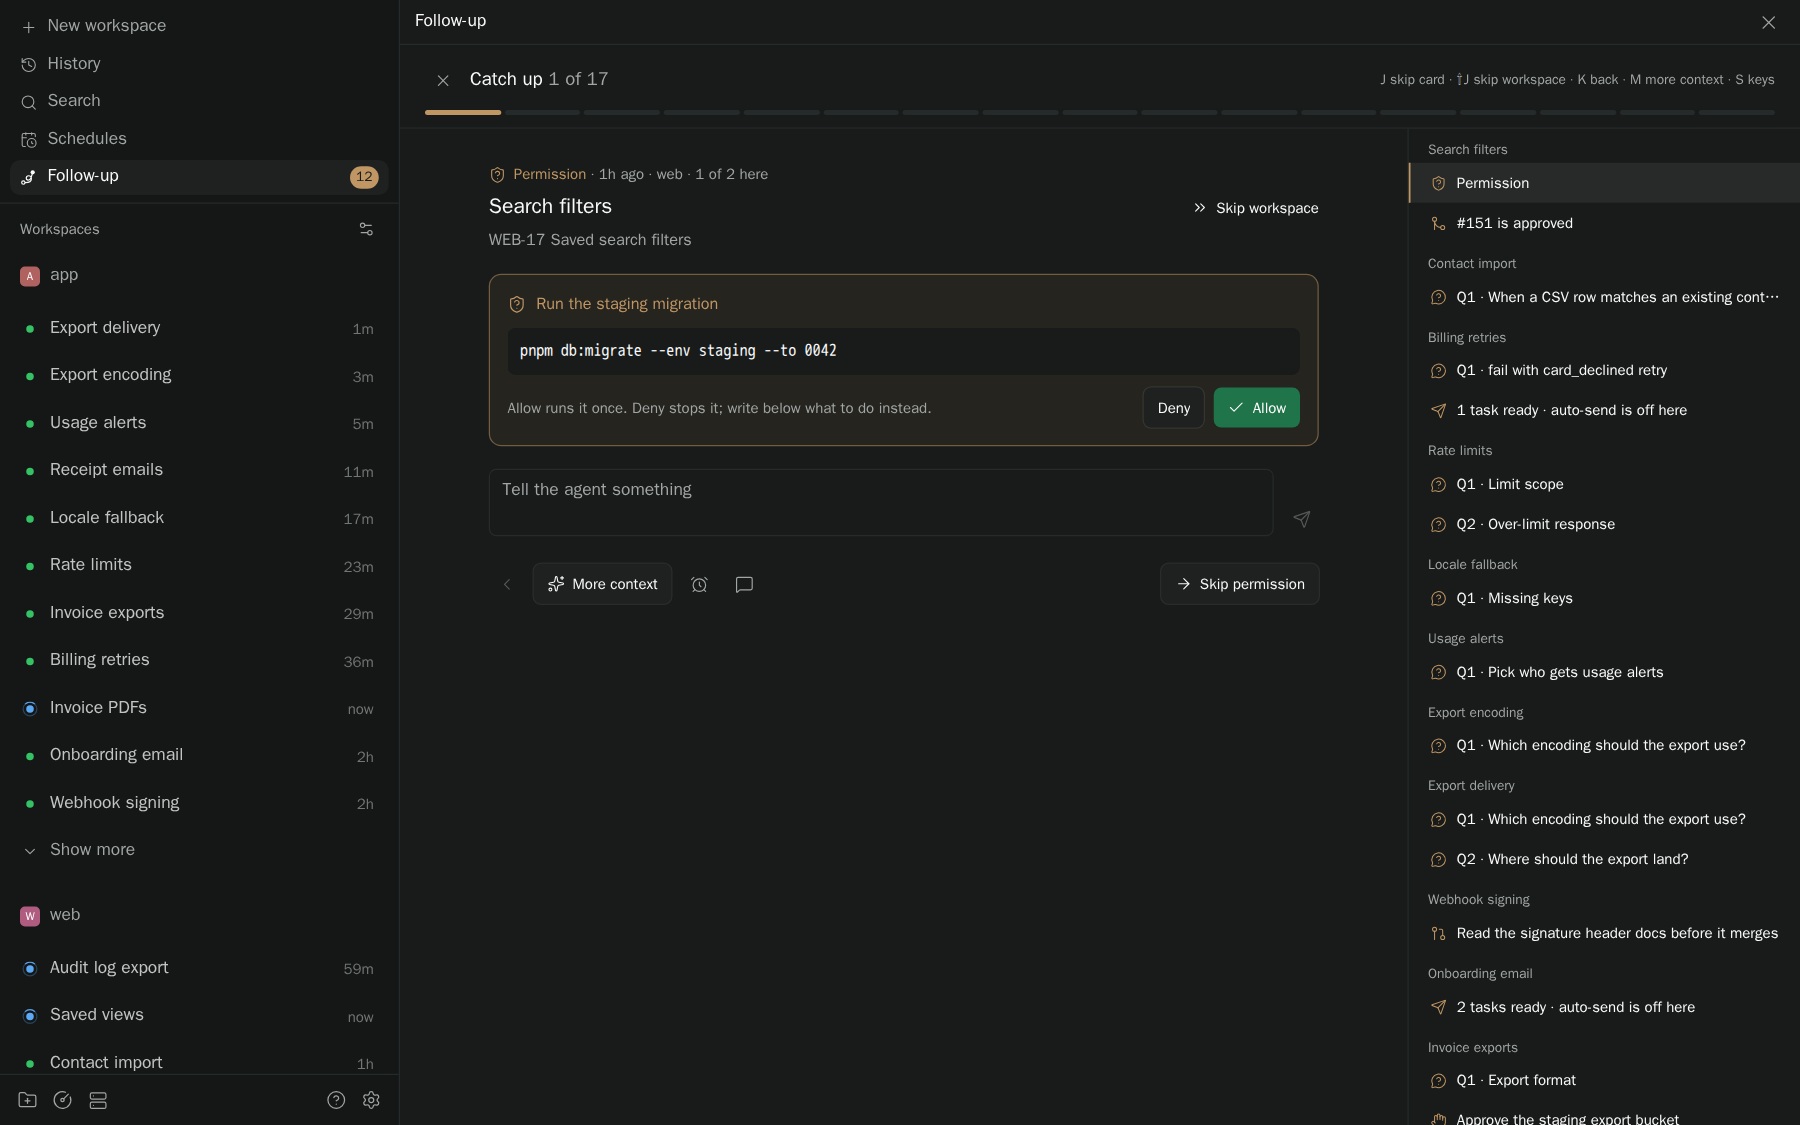 New workspace
History
Search
Schedules
Follow-up 12
Workspaces
A app
Export delivery 1m
Export encoding 3m
Usage alerts 5m
Receipt emails 11m
Locale fallback 17m
Rate limits 23m
Invoice exports 29m
Billing retries 36m
Invoice PDFs now
Onboarding email 2h
Webhook signing 2h
Show more
W web
Audit log export 59m
Saved views now
Contact import 1h
Follow-up
Catch up 1 of 17
J skip card · ⇧J skip workspace · K back · M more context · S keys
Permission · 1h ago · web · 1 of 2 here
Search filters
Skip workspace
WEB-17 Saved search filters
Run the staging migration
pnpm db:migrate --env staging --to 0042
Allow runs it once. Deny stops it; write below what to do instead.
Deny
Allow
Tell the agent something
More context
Skip permission
Search filters
Permission
#151 is approved
Contact import
Q1 · When a CSV row matches an existing cont…
Billing retries
Q1 · fail with card_declined retry
1 task ready · auto-send is off here
Rate limits
Q1 · Limit scope
Q2 · Over-limit response
Locale fallback
Q1 · Missing keys
Usage alerts
Q1 · Pick who gets usage alerts
Export encoding
Q1 · Which encoding should the export use?
Export delivery
Q1 · Which encoding should the export use?
Q2 · Where should the export land?
Webhook signing
Read the signature header docs before it merges
Onboarding email
2 tasks ready · auto-send is off here
Invoice exports
Q1 · Export format
Approve the staging export bucket